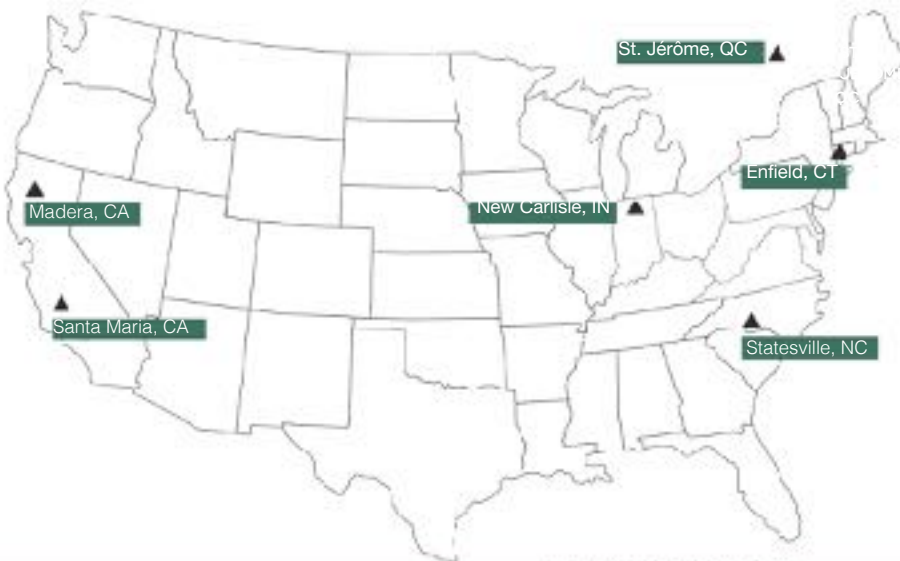 St. Jérôme, QC
Enfield, CT
New Carlisle, IN
Madera, CA
Santa Maria, CA
Statesville, NC